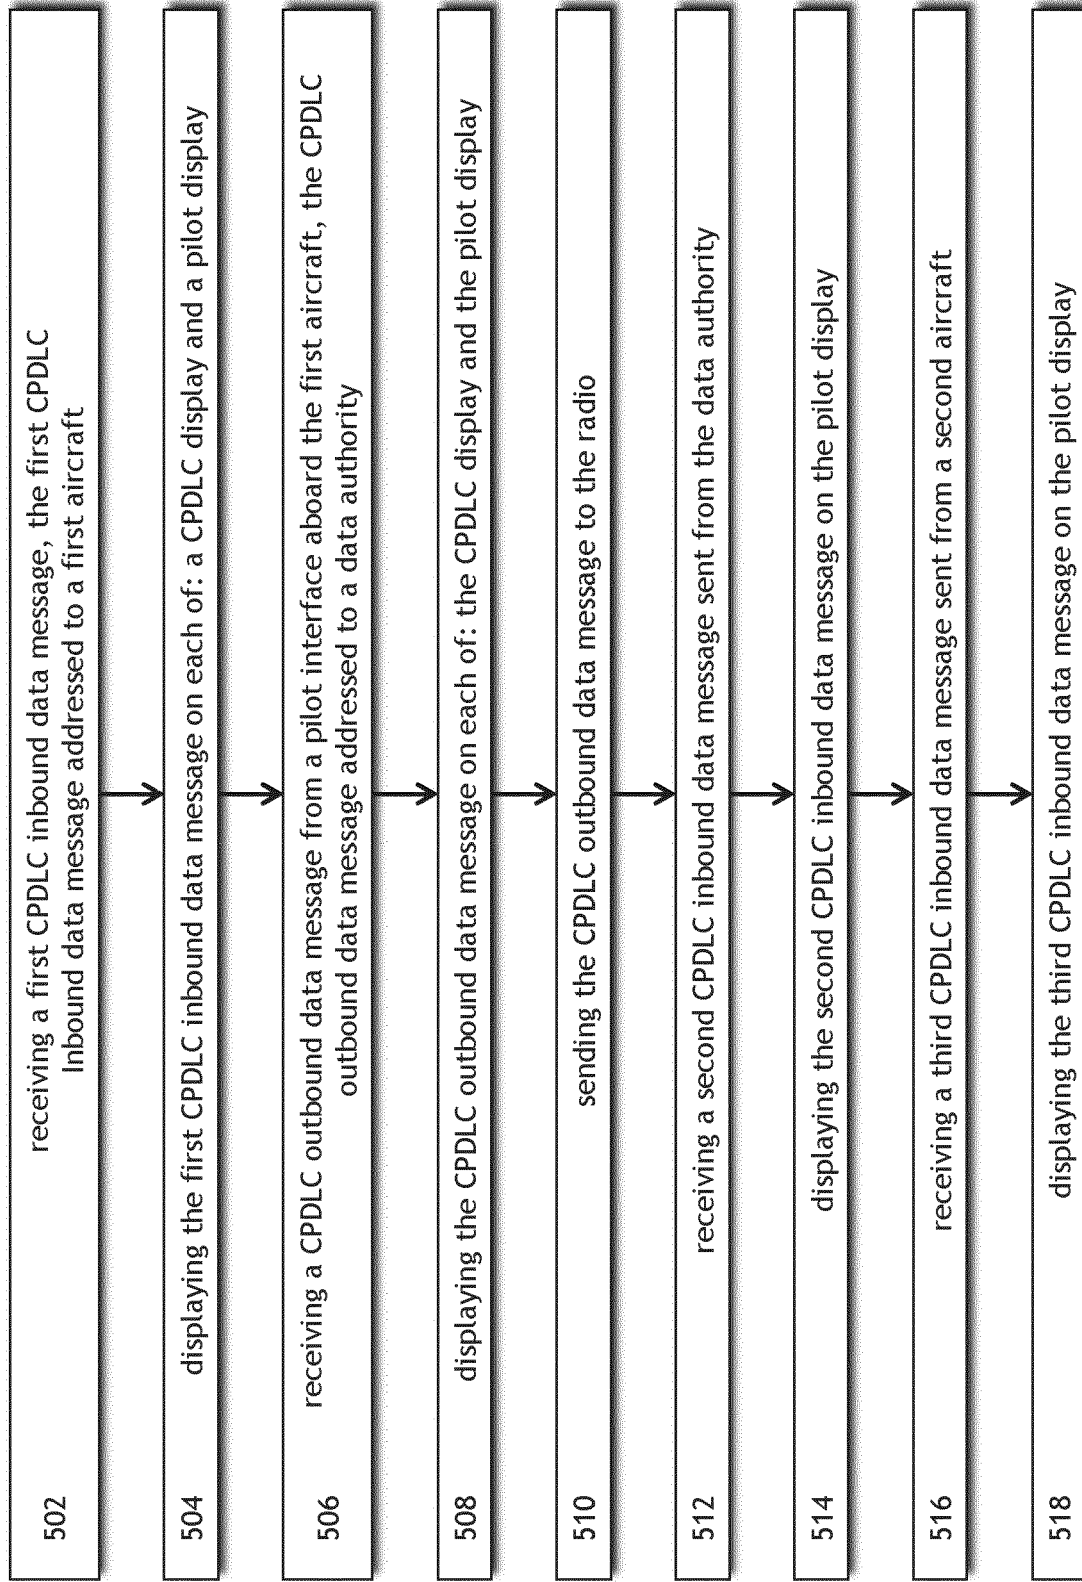 502
receiving a first CPDLC inbound data message, the first CPDLC
Inbound data message addressed to a first aircraft
504
displaying the first CPDLC inbound data message on each of: a CPDLC display and a pilot display
506
receiving a CPDLC outbound data message from a pilot interface aboard the first aircraft, the CPDLC
outbound data message addressed to a data authority
508
displaying the CPDLC outbound data message on each of: the CPDLC display and the pilot display
510
sending the CPDLC outbound data message to the radio
512
receiving a second CPDLC inbound data message sent from the data authority
514
displaying the second CPDLC inbound data message on the pilot display
516
receiving a third CPDLC inbound data message sent from a second aircraft
518
displaying the third CPDLC inbound data message on the pilot display